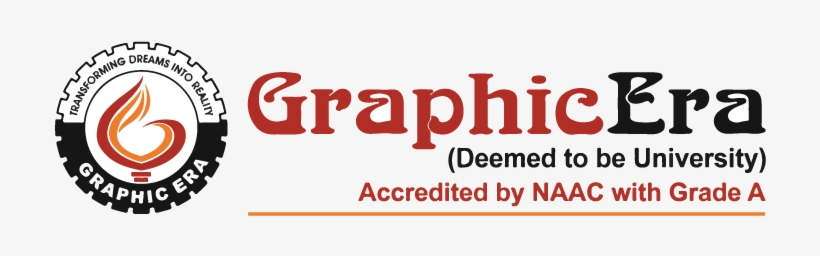 TRANSFORMING DREAMS INTO REALITY
GRAPHIC ERA
GraphicEra
(Deemed to be University)
Accredited by NAAC with Grade A